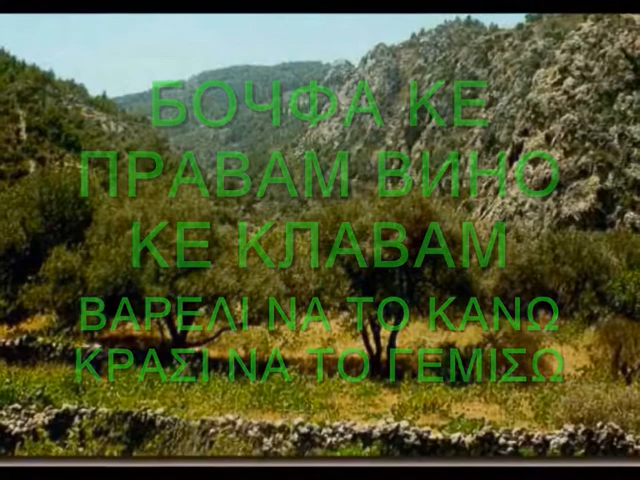 БОЧФА КЕ
ПРАВАМ ВИНО
КЕ КЛАВАМ
ΒΑΡΕΛΙ ΝΑ ΤΟ ΚΑΝΩ
ΚΡΑΣΙ ΝΑ ΤΟ ΓΕΜΙΣΩ